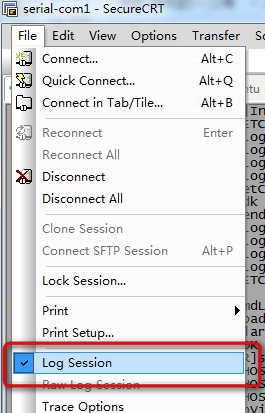 serial-com1 - SecureCRT
File Edit View Options Transfer S
Connect... Alt+C
Quick Connect... Alt+Q
Connect in Tab/Tile... Alt+B
Reconnect Enter
Reconnect All
Disconnect
Disconnect All
Clone Session
Connect SFTP Session Alt+P
Lock Session...
Print
Print Setup...
Log Session
Raw Log Session
Trace Options